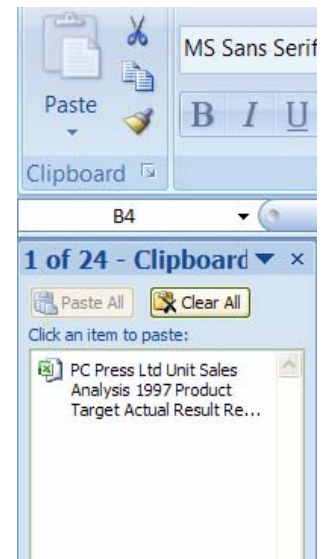 MS Sans Serif
Paste
B I U
Clipboard
B4
1 of 24 - Clipboard
Paste All Clear All
Click an item to paste:
PC Press Ltd Unit Sales
Analysis 1997 Product
Target Actual Result Re...